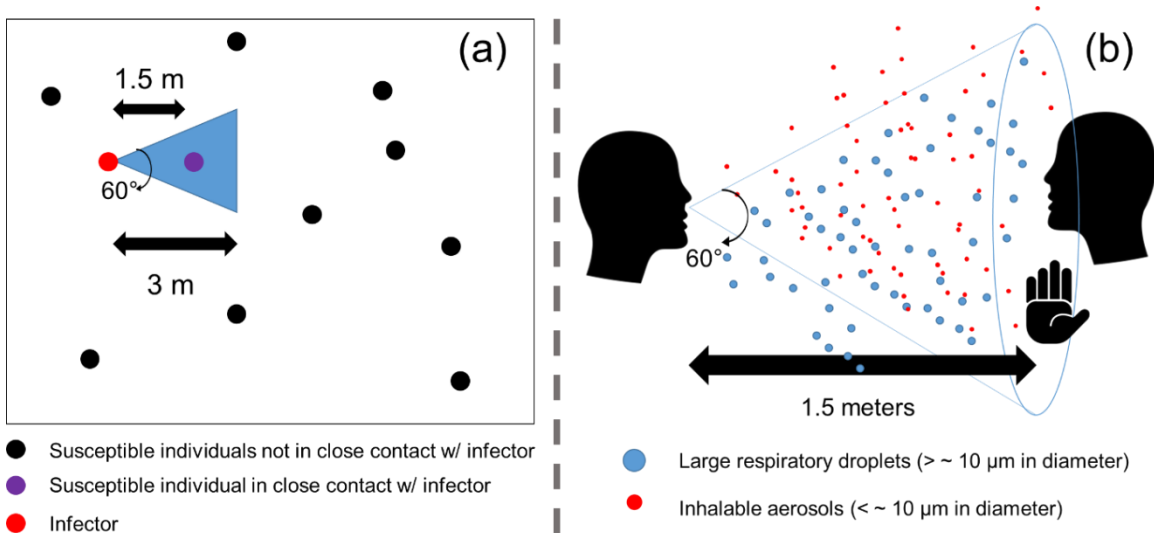 (a)
1.5 m
60°
3 m
Susceptible individuals not in close contact w/ infector
Susceptible individual in close contact w/ infector
Infector
(b)
60°
1.5 meters
Large respiratory droplets (> ~ 10 µm in diameter)
Inhalable aerosols (< ~ 10 µm in diameter)